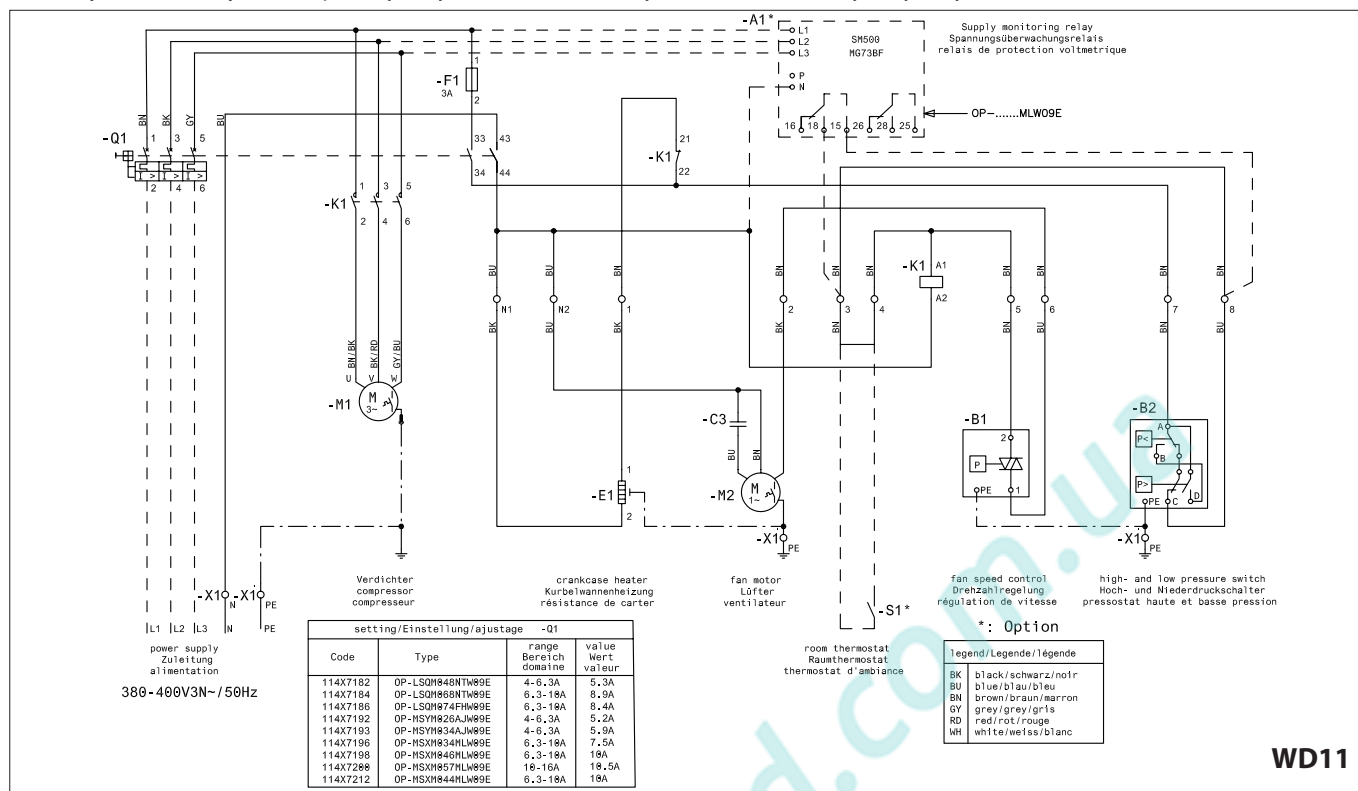 -A1*
L1
L2
L3
P
N
SM500
MG73BF
16 18 15 26 28 25
Supply monitoring relay
Spannungsüberwachungsrelais
relais de protection voltmetrique
OP-.......MLW09E
-F1
3A
1
2
BN
BK
GY
BU
-Q1
1 3 5
I > I > I >
2 4 6
33 43
34 44
-K1
21
22
-K1
1 3 5
2 4 6
-K1
A1
A2
BU
BU
BN
BN
BN
BN
BN
BN
BN
BN
N1
N2
1
2
3
4
5
6
7
8
BK
BU
BK
BK
BN
BN
BU
BN
BU
BN/BK
BK/RD
GY/BU
U V W
-M1
M
3~
-C3
BU
BN
-E1
1
2
-M2
M
1~
-B1
2
P
PE
1
-B2
A
P<
B
P>
PE
C
D
-X1
PE
-X1
PE
-X1
N
-X1
PE
-S1*
L1 L2 L3 N PE
power supply
Zuleitung
alimentation
380-400V3N~/50Hz
Verdichter
compressor
compresseur
crankcase heater
Kurbelwannenheizung
résistance de carter
fan motor
Lüfter
ventilateur
room thermostat
Raumthermostat
thermostat d'ambiance
fan speed control
Drehzahlregelung
régulation de vitesse
high- and low pressure switch
Hoch- und Niederdruckschalter
pressostat haute et basse pression
*: Option
setting/Einstellung/ajustage -Q1
Code Type range Bereich domaine value Wert valeur
114X7182 OP-LSQM048NTW09E 4-6.3A 5.3A
114X7184 OP-LSQM068NTW09E 6.3-10A 8.9A
114X7186 OP-LSQM074FHW09E 6.3-10A 8.4A
114X7192 OP-MSYM026AJW09E 4-6.3A 5.2A
114X7193 OP-MSYM034AJW09E 4-6.3A 5.9A
114X7196 OP-MSXM034MLW09E 6.3-10A 7.5A
114X7198 OP-MSXM046MLW09E 6.3-10A 10A
114X7200 OP-MSXM057MLW09E 10-16A 10.5A
114X7212 OP-MSXM044MLW09E 6.3-10A 10A
legend/Legende/légende
BK black/schwarz/noir
BU blue/blau/bleu
BN brown/braun/marron
GY grey/grey/gris
RD red/rot/rouge
WH white/weiss/blanc
WD11
d.com.ua